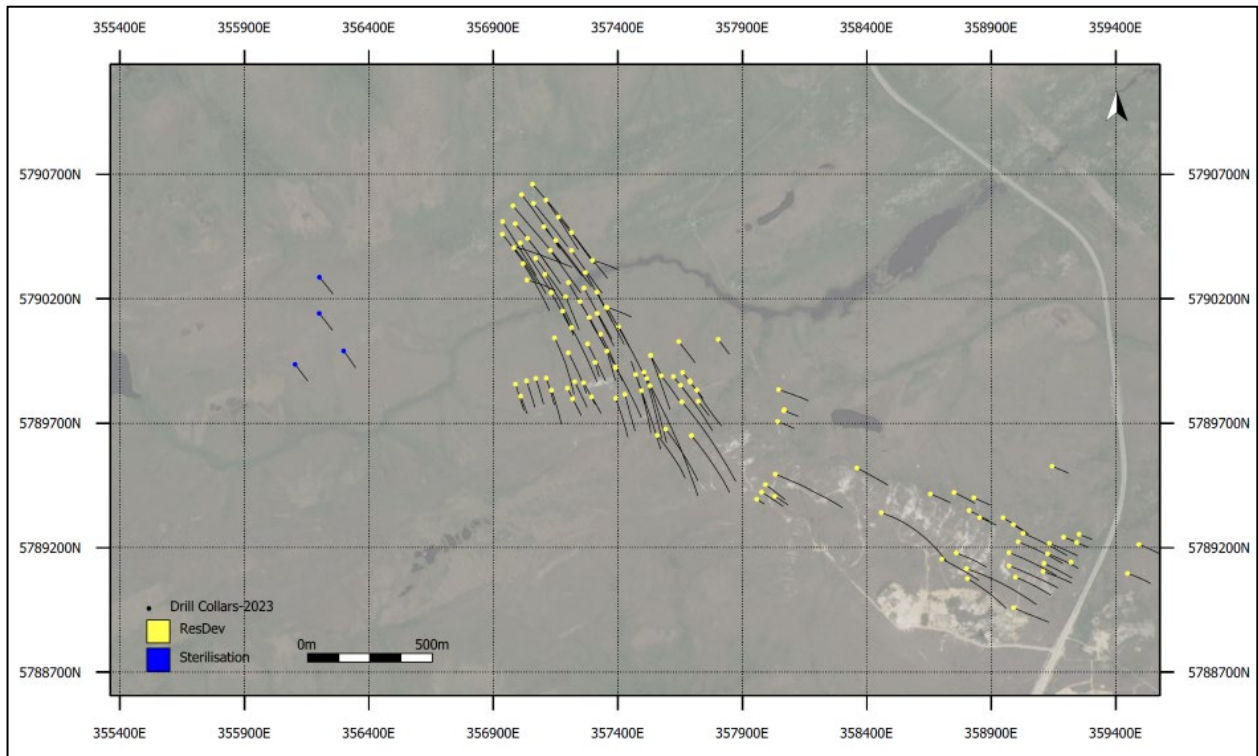 355400E 355900E 356400E 356900E 357400E 357900E 358400E 358900E 359400E
5790700N 5790700N
5790200N 5790200N
5789700N 5789700N
5789200N 5789200N
Drill Collars-2023
ResDev
Sterilisation
0m 500m
5788700N 5788700N
355400E 355900E 356400E 356900E 357400E 357900E 358400E 358900E 359400E